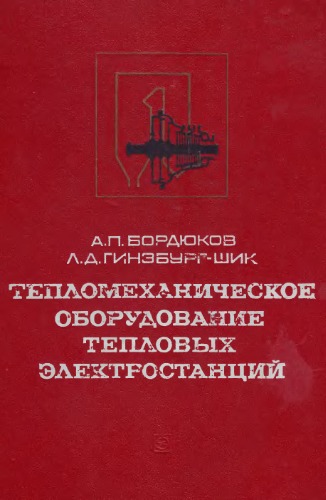 А.П.БОРДЮКОВ
Л.Д.ГИНЗБУРГ-ШИК
ТЕПЛОМЕХАНИЧЕСКОЕ
ОБОРУДОВАНИЕ
ТЕПЛОВЫХ
ЭЛЕКТРОСТАНЦИЙ